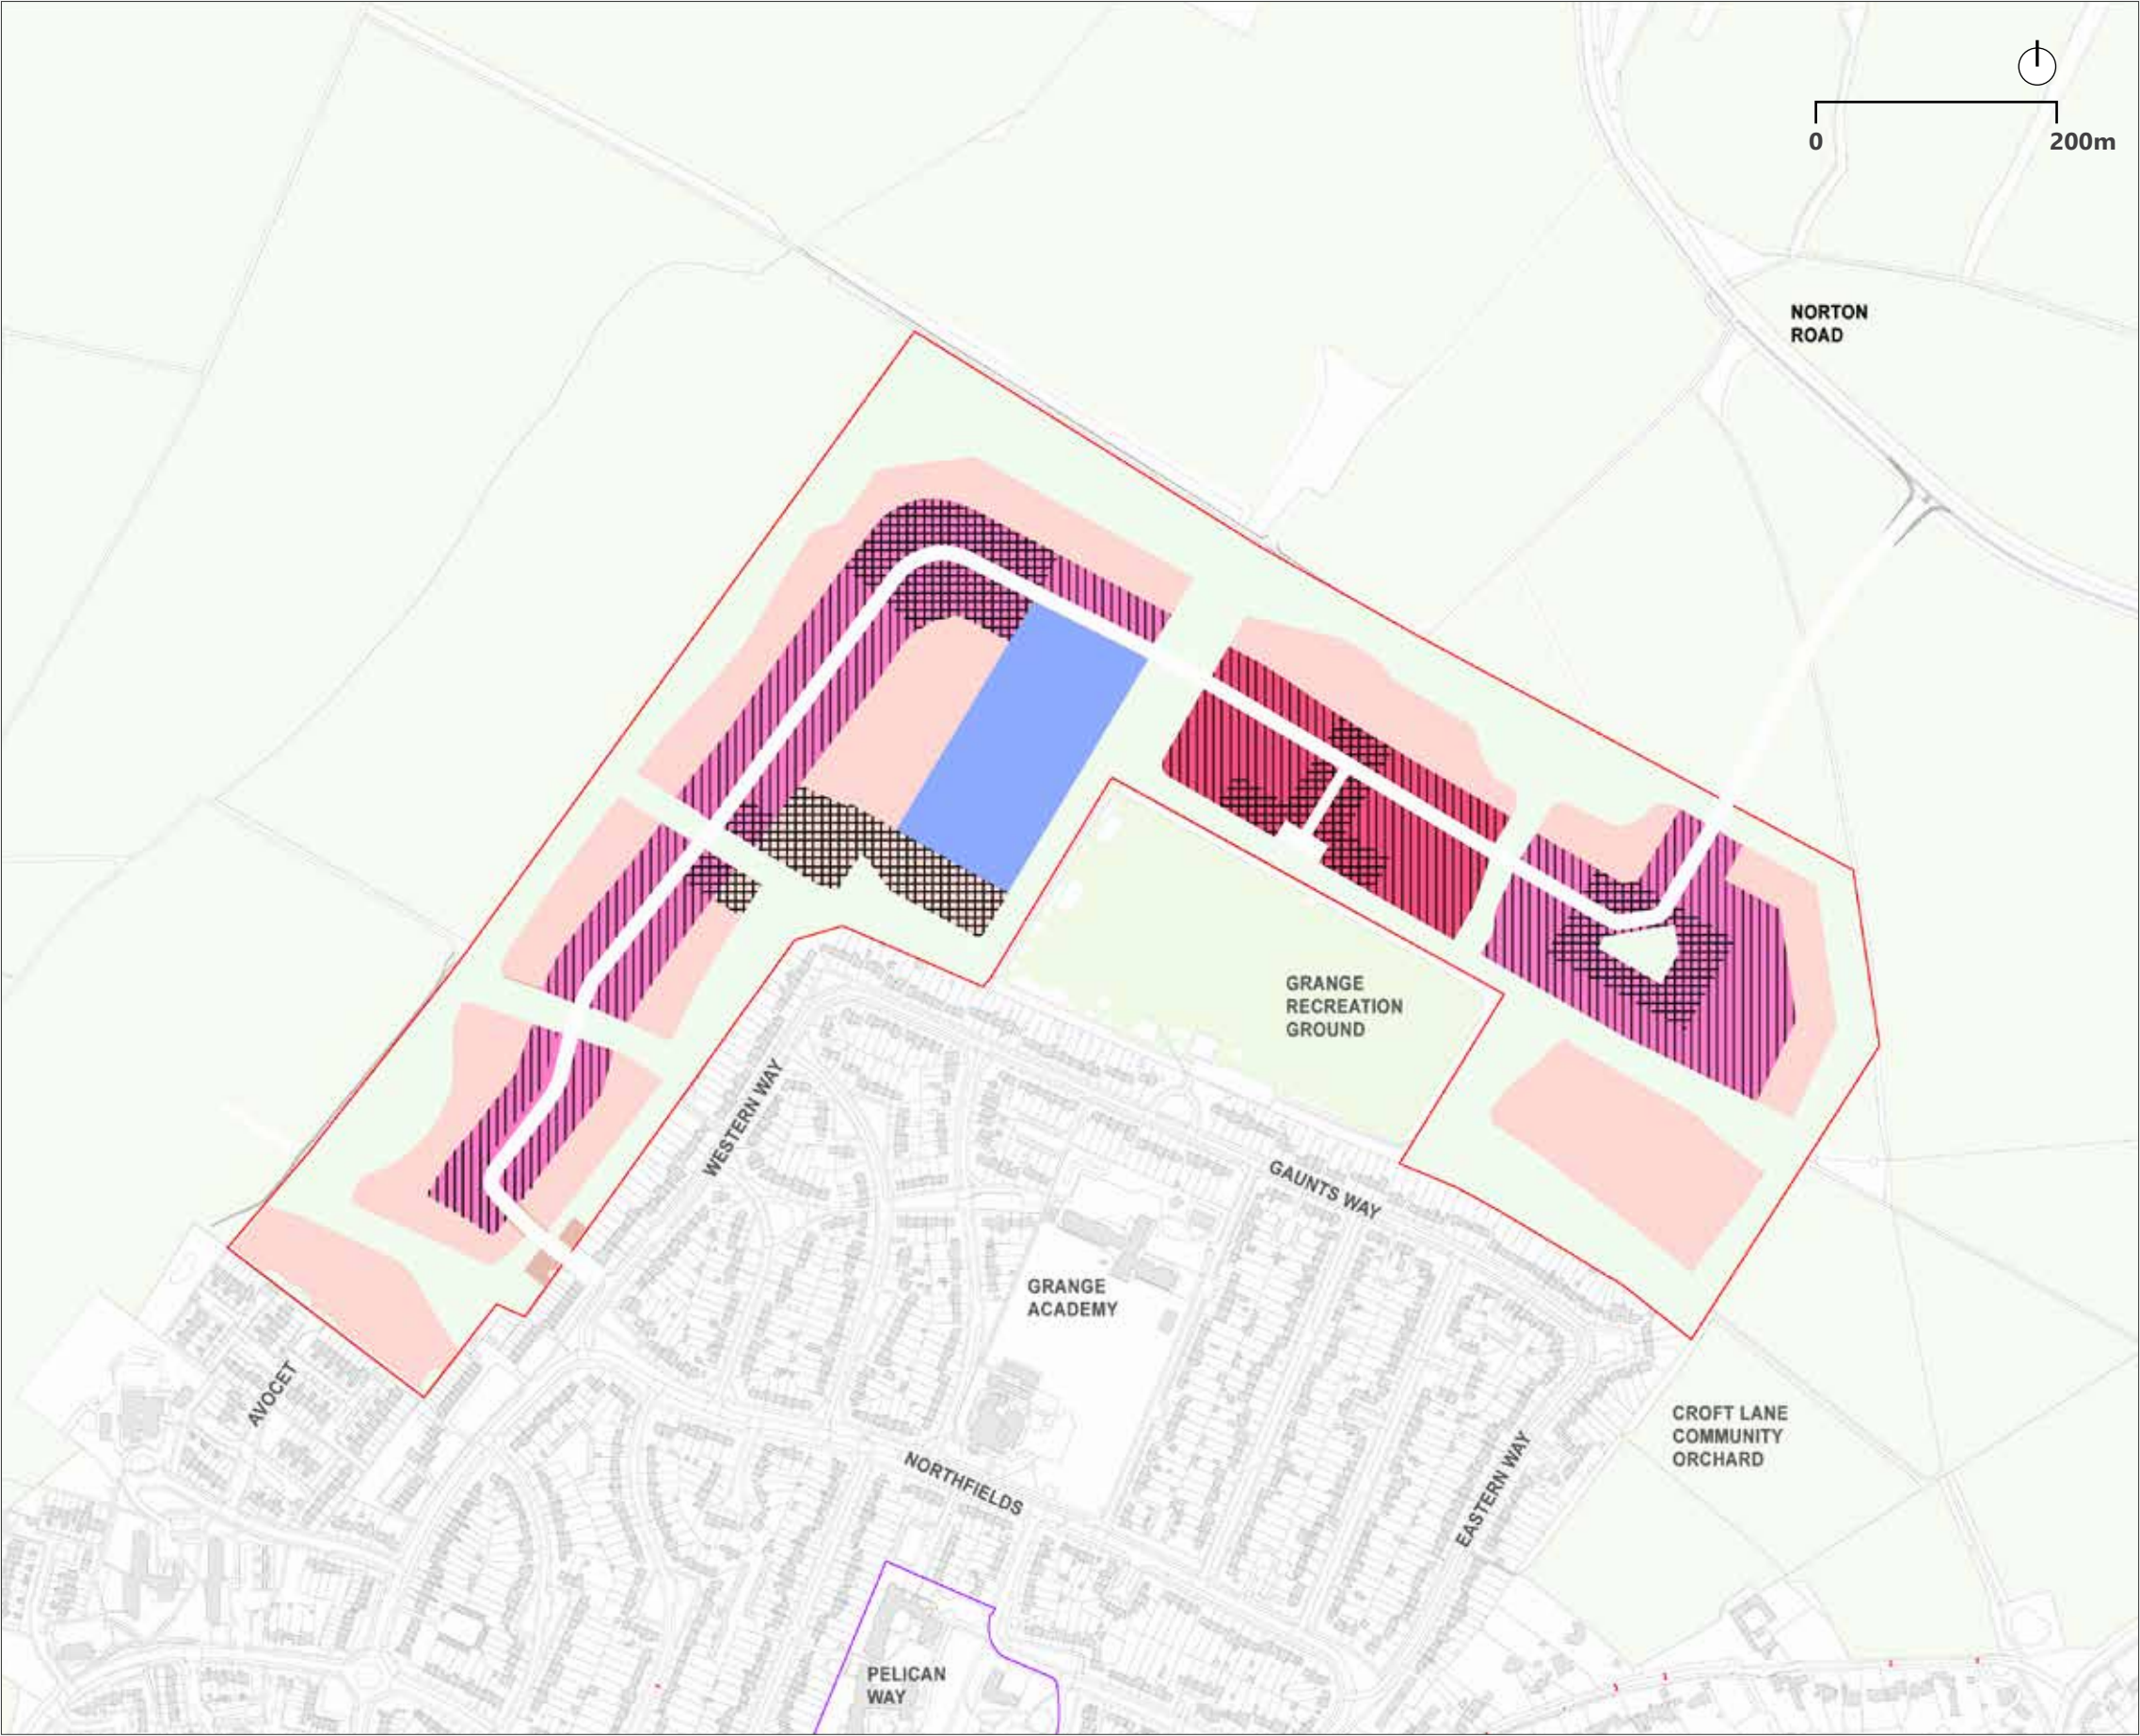 0
200m
NORTON
ROAD
GRANGE
RECREATION
GROUND
WESTERN WAY
GAUNTS WAY
GRANGE
ACADEMY
AVOCET
CROFT LANE
COMMUNITY
ORCHARD
NORTHFIELDS
EASTERN WAY
PELICAN
WAY